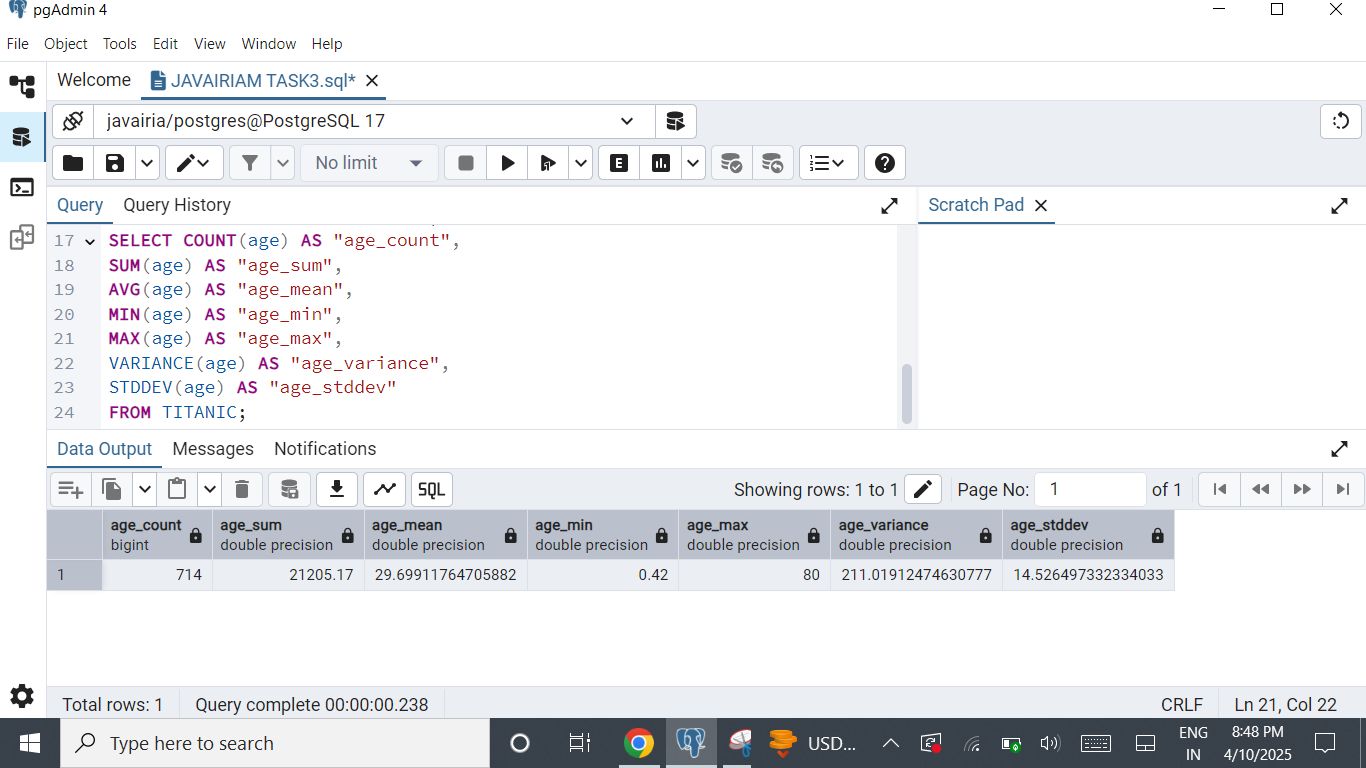 pgAdmin 4
File Object Tools Edit View Window Help
Welcome JAVAIRIAM TASK3.sql*
javairia/postgres@PostgreSQL 17
No limit
E
Query Query History
Scratch Pad
17 SELECT COUNT(age) AS "age_count",
18 SUM(age) AS "age_sum",
19 AVG(age) AS "age_mean",
20 MIN(age) AS "age_min",
21 MAX(age) AS "age_max",
22 VARIANCE(age) AS "age_variance",
23 STDDEV(age) AS "age_stddev"
24 FROM TITANIC;
Data Output Messages Notifications
SQL Showing rows: 1 to 1 Page No: 1 of 1
age_count age_sum age_mean age_min age_max age_variance age_stddev
bigint double precision double precision double precision double precision double precision double precision
1 714 21205.17 29.69911764705882 0.42 80 211.01912474630777 14.526497332334033
Total rows: 1 Query complete 00:00:00.238 CRLF Ln 21, Col 22
Type here to search USD... ENG IN 8:48 PM 4/10/2025